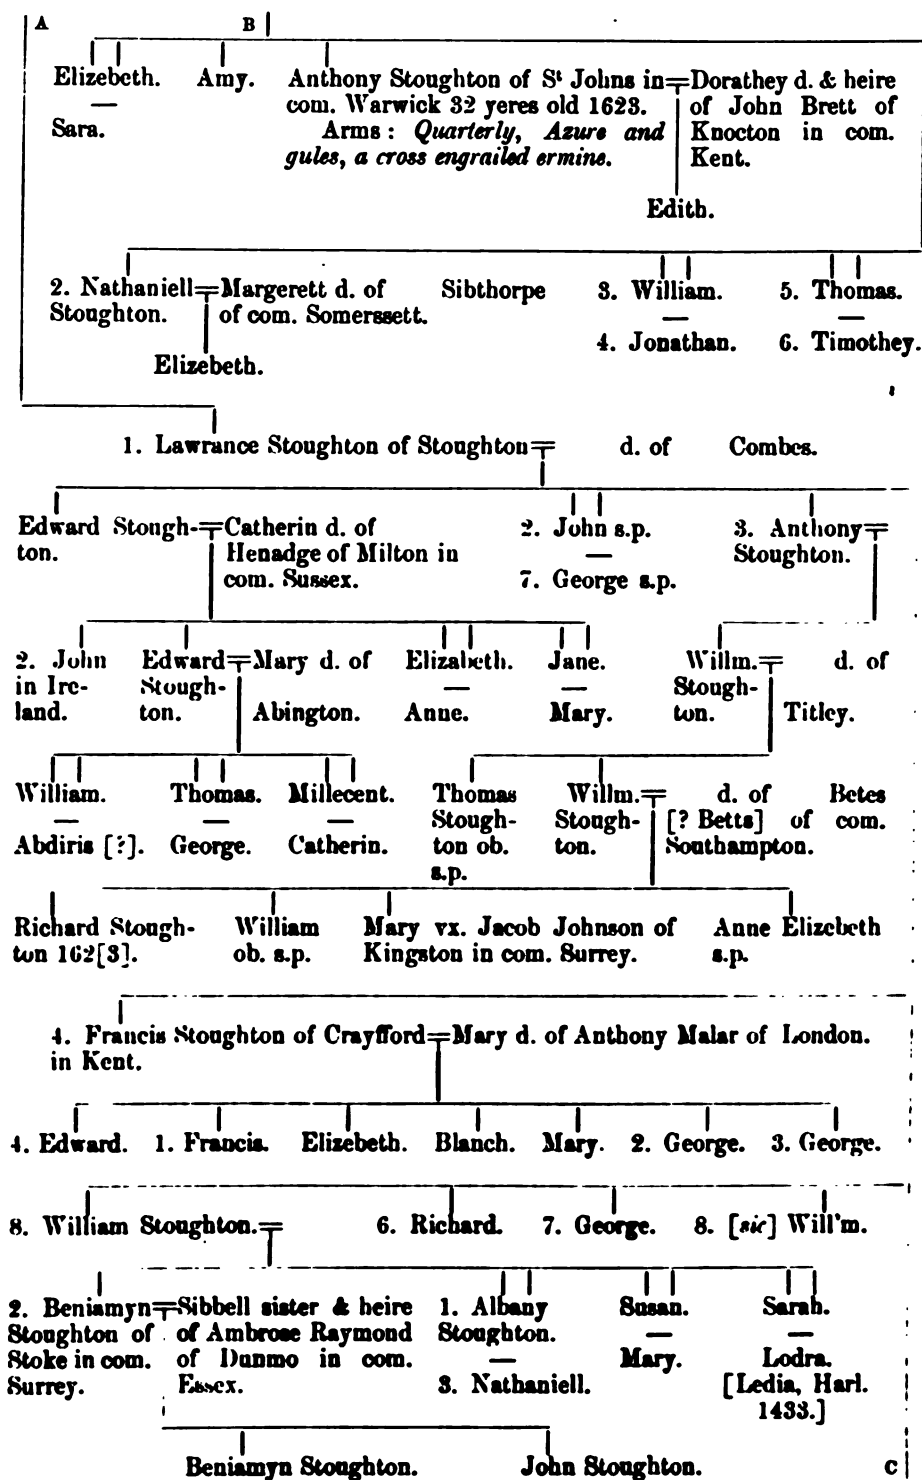 A B
Elizebeth. Amy. Anthony Stoughton of St Johns in Dorathey d. & heire
— com. Warwick 32 yeres old 1623. of John Brett of
Sara. Arms : Quarterly, Azure and Knocton in com.
gules, a cross engrailed ermine. Kent.
Edith.
2. Nathaniell Margerett d. of Sibthorpe 3. William. 5. Thomas.
Stoughton. of com. Somerssett. — —
4. Jonathan. 6. Timothey.
Elizebeth.
1. Lawrance Stoughton of Stoughton d. of Combes.
Edward Stough- Catherin d. of 2. John s.p. 3. Anthony
ton. Henadge of Milton in — Stoughton.
com. Sussex. 7. George s.p.
2. John Edward Mary d. of Elizabeth. Jane. Willm. d. of
in Ire- Stough- — — Stough-
land. ton. Abington. Anne. Mary. ton. Titley.
William. Thomas. Millecent. Thomas Willm. d. of Betes
— — — Stough- Stough- [? Betts] of com.
Abdiris [?]. George. Catherin. ton ob. ton. Southampton.
s.p.
Richard Stough- William Mary vx. Jacob Johnson of Anne Elizebeth
ton 162[3]. ob. s.p. Kingston in com. Surrey. s.p.
4. Francis Stoughton of Crayfford Mary d. of Anthony Malar of London.
in Kent.
4. Edward. 1. Francis. Elizebeth. Blanch. Mary. 2. George. 3. George.
8. William Stoughton. 6. Richard. 7. George. 8. [sic] Will'm.
2. Beniamyn Sibbell sister & heire 1. Albany Susan. Sarah.
Stoughton of of Ambrose Raymond Stoughton. — —
Stoke in com. of Dunmo in com. — Mary. Lodra.
Surrey. Essex. 3. Nathaniell. [Ledia, Harl.
1433.]
Beniamyn Stoughton. John Stoughton. C